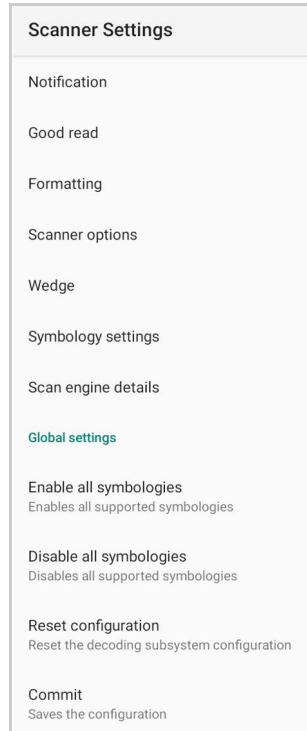 Scanner Settings
Notification
Good read
Formatting
Scanner options
Wedge
Symbology settings
Scan engine details
Global settings
Enable all symbologies
Enables all supported symbologies
Disable all symbologies
Disables all supported symbologies
Reset configuration
Reset the decoding subsystem configuration
Commit
Saves the configuration